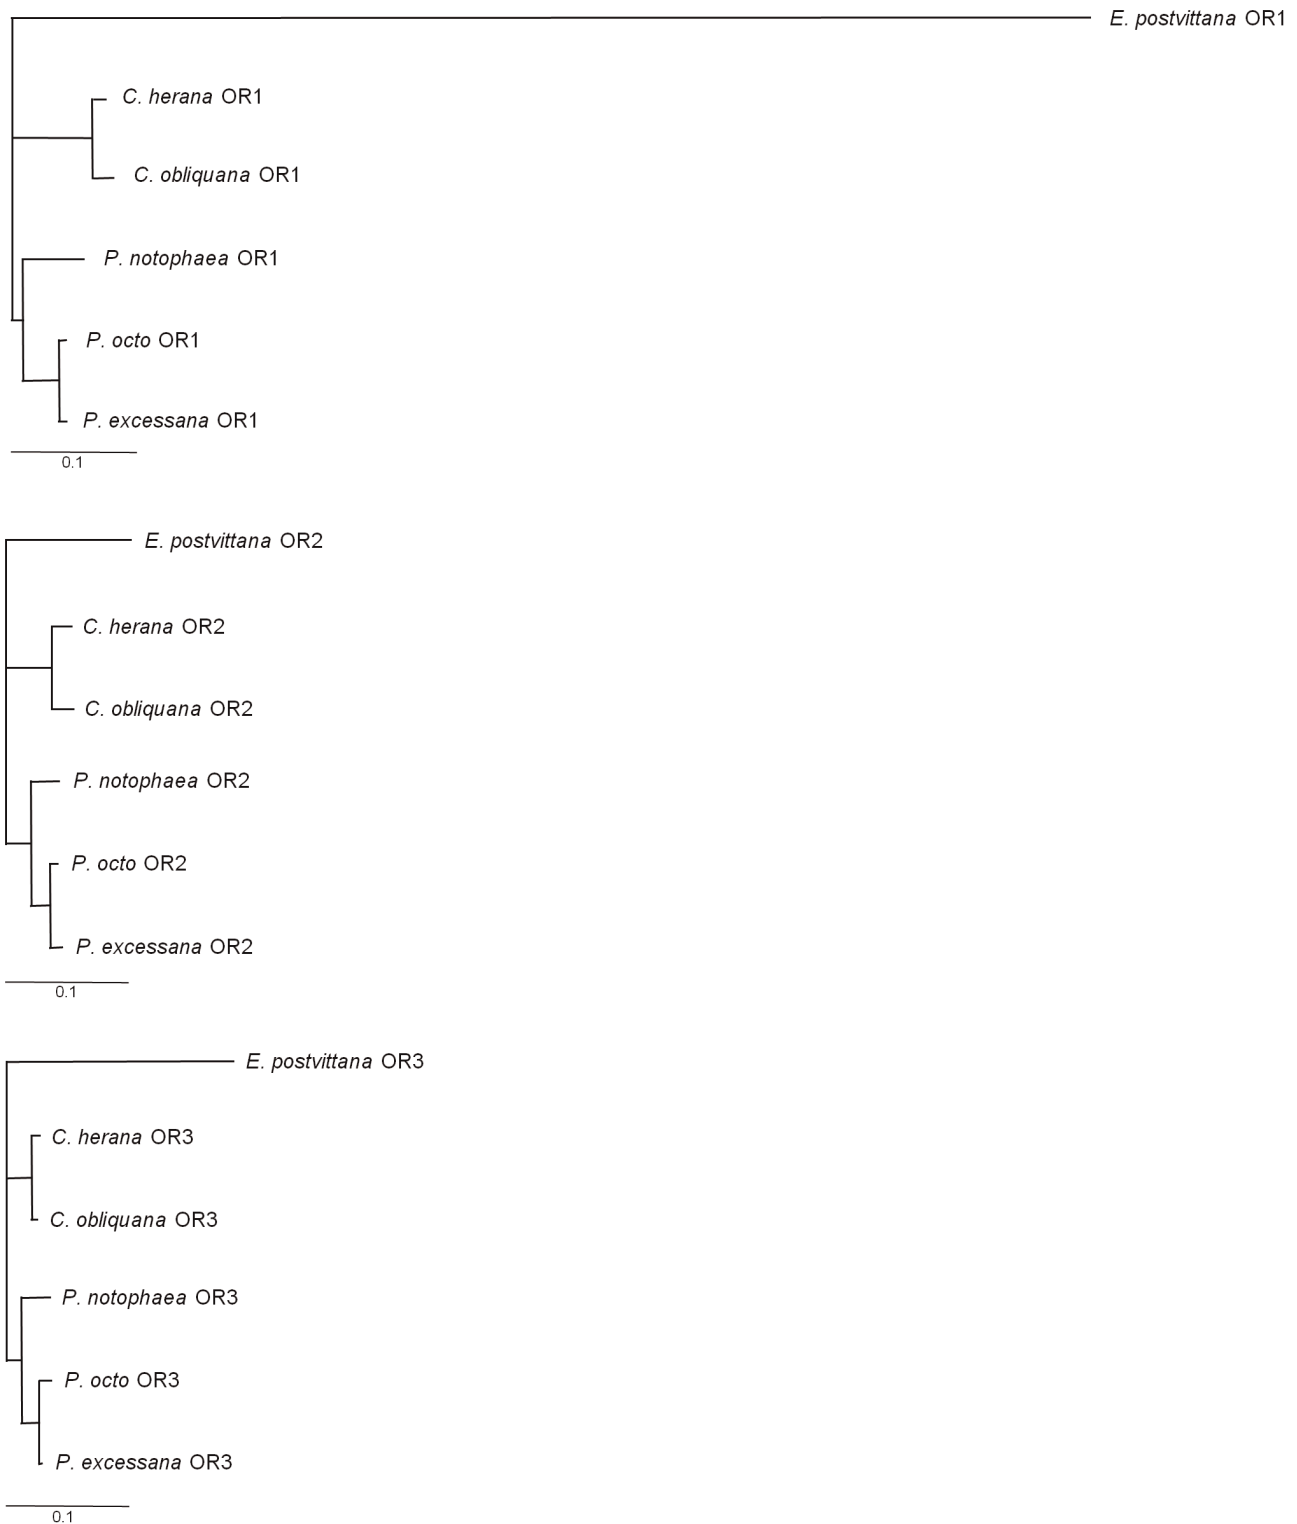 E. postvittana OR1
C. herana OR1
C. obliquana OR1
P. notophaea OR1
P. octo OR1
P. excessana OR1
0.1
E. postvittana OR2
C. herana OR2
C. obliquana OR2
P. notophaea OR2
P. octo OR2
P. excessana OR2
0.1
E. postvittana OR3
C. herana OR3
C. obliquana OR3
P. notophaea OR3
P. octo OR3
P. excessana OR3
0.1